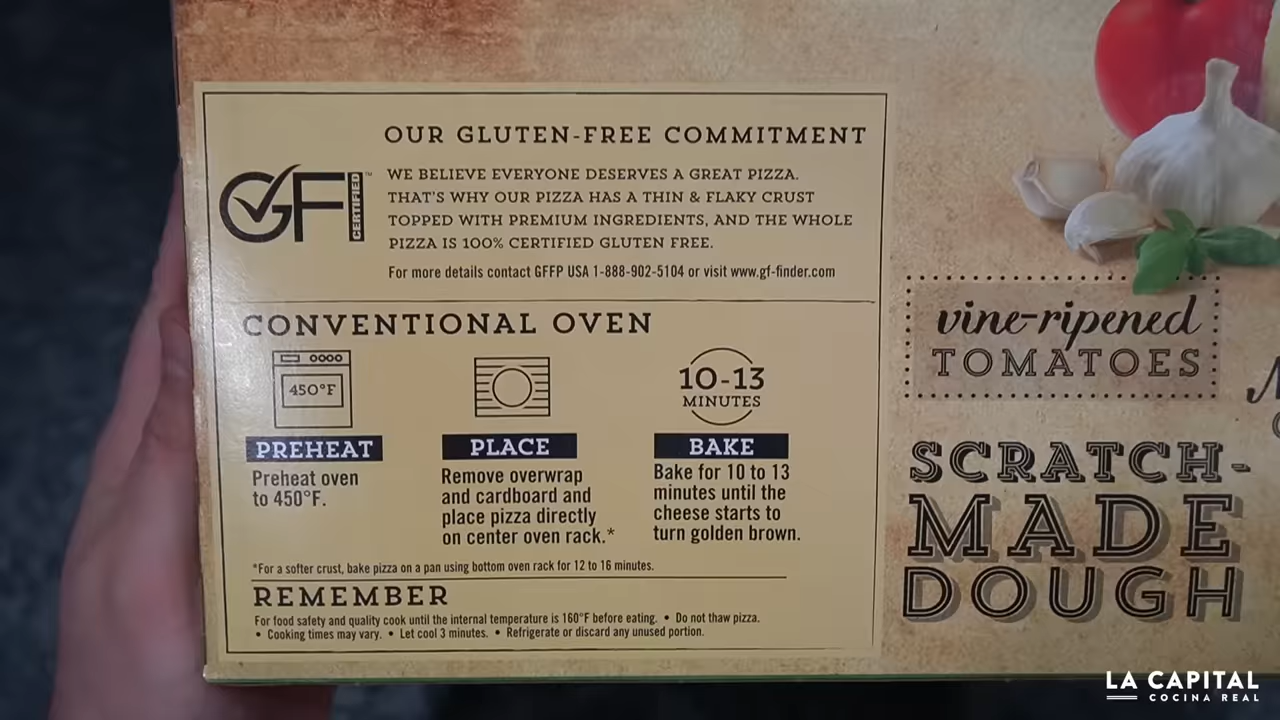 OUR GLUTEN-FREE COMMITMENT
GFI CERTIFIED™
WE BELIEVE EVERYONE DESERVES A GREAT PIZZA.
THAT'S WHY OUR PIZZA HAS A THIN & FLAKY CRUST
TOPPED WITH PREMIUM INGREDIENTS, AND THE WHOLE
PIZZA IS 100% CERTIFIED GLUTEN FREE.
For more details contact GFFP USA 1-888-902-5104 or visit www.gf-finder.com
CONVENTIONAL OVEN
450°F
PREHEAT
Preheat oven
to 450°F.
PLACE
Remove overwrap
and cardboard and
place pizza directly
on center oven rack.*
10-13
MINUTES
BAKE
Bake for 10 to 13
minutes until the
cheese starts to
turn golden brown.
*For a softer crust, bake pizza on a pan using bottom oven rack for 12 to 16 minutes.
REMEMBER
For food safety and quality cook until the internal temperature is 160°F before eating. • Do not thaw pizza.
• Cooking times may vary. • Let cool 3 minutes. • Refrigerate or discard any unused portion.
vine-ripened
TOMATOES
SCRATCH-
MADE
DOUGH
LA CAPITAL
COCINA REAL